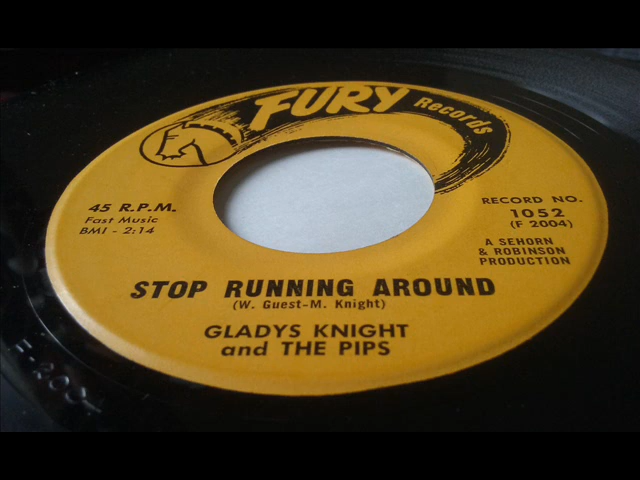 FURY Records
45 R.P.M.
Fast Music
BMI - 2:14
RECORD NO.
1052
(F 2004)
A SEHORN
& ROBINSON
PRODUCTION
STOP RUNNING AROUND
(W. Guest-M. Knight)
GLADYS KNIGHT
and THE PIPS